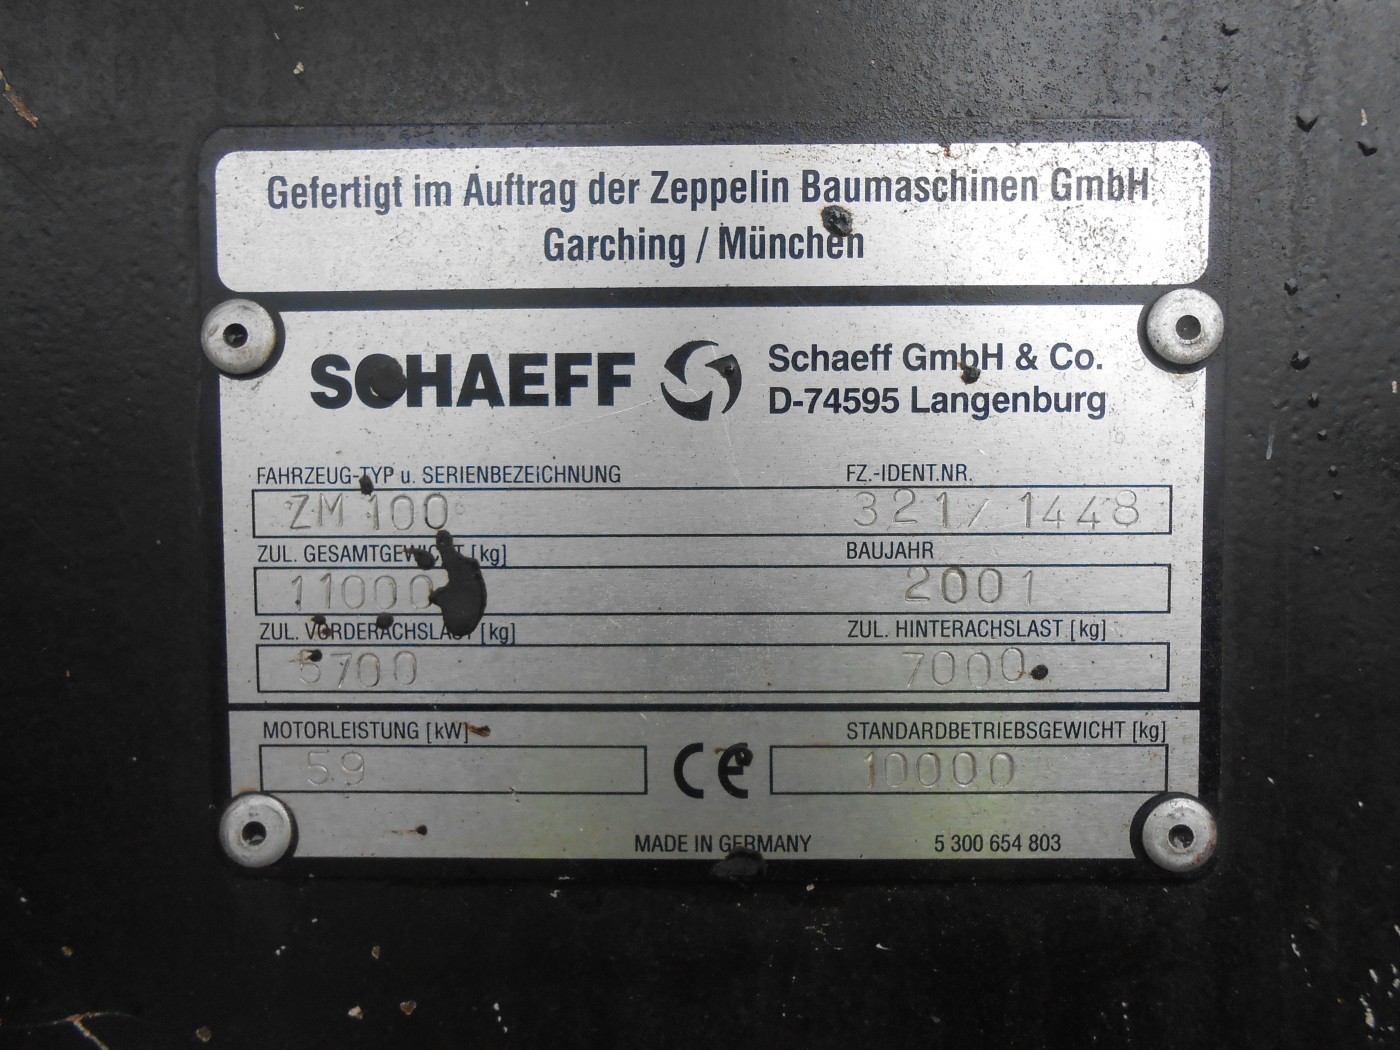 Gefertigt im Auftrag der Zeppelin Baumaschinen GmbH
Garching / München
SCHAEFF
Schaeff GmbH & Co.
D-74595 Langenburg
FAHRZEUG-TYP u. SERIENBEZEICHNUNG FZ.-IDENT.NR.
ZM 100 321/1448
ZUL. GESAMTGEWICHT [kg] BAUJAHR
11000 2001
ZUL. VORDERACHSLAST [kg] ZUL. HINTERACHSLAST [kg]
7000
MOTORLEISTUNG [kW] STANDARDBETRIEBSGEWICHT [kg]
59 CE 10000
MADE IN GERMANY 5 300 654 803